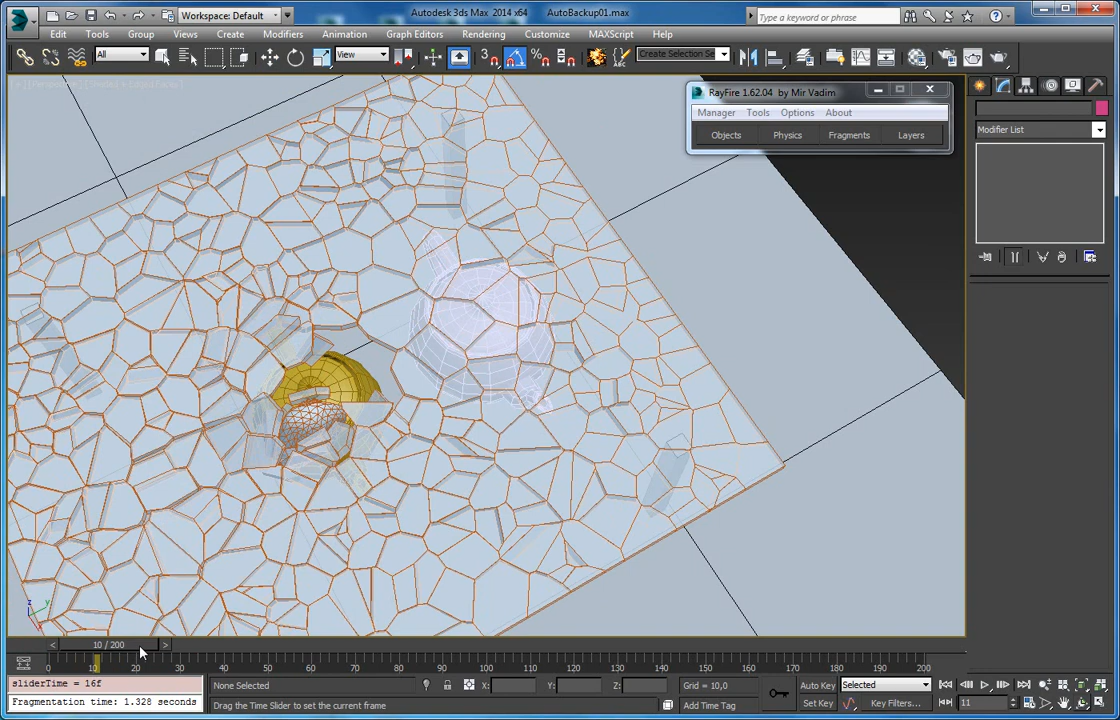 Workspace: Default
Autodesk 3ds Max 2014 x64 AutoBackup01.max
Type a keyword or phrase
Edit Tools Group Views Create Modifiers Animation Graph Editors Rendering Customize MAXScript Help
All View 3 Create Selection Se
RayFire 1.62.04 by Mir Vadim
Manager Tools Options About
Objects Physics Fragments Layers
Modifier List
z y
< 10 / 200 >
0 10 20 30 40 50 60 70 80 90 100 110 120 130 140 150 160 170 180 190 200
sliderTime = 16f
None Selected X: Y: Z: Grid = 10,0 Auto Key Selected
Fragmentation time: 1.328 seconds
Drag the Time Slider to set the current frame Add Time Tag Set Key Key Filters... 11